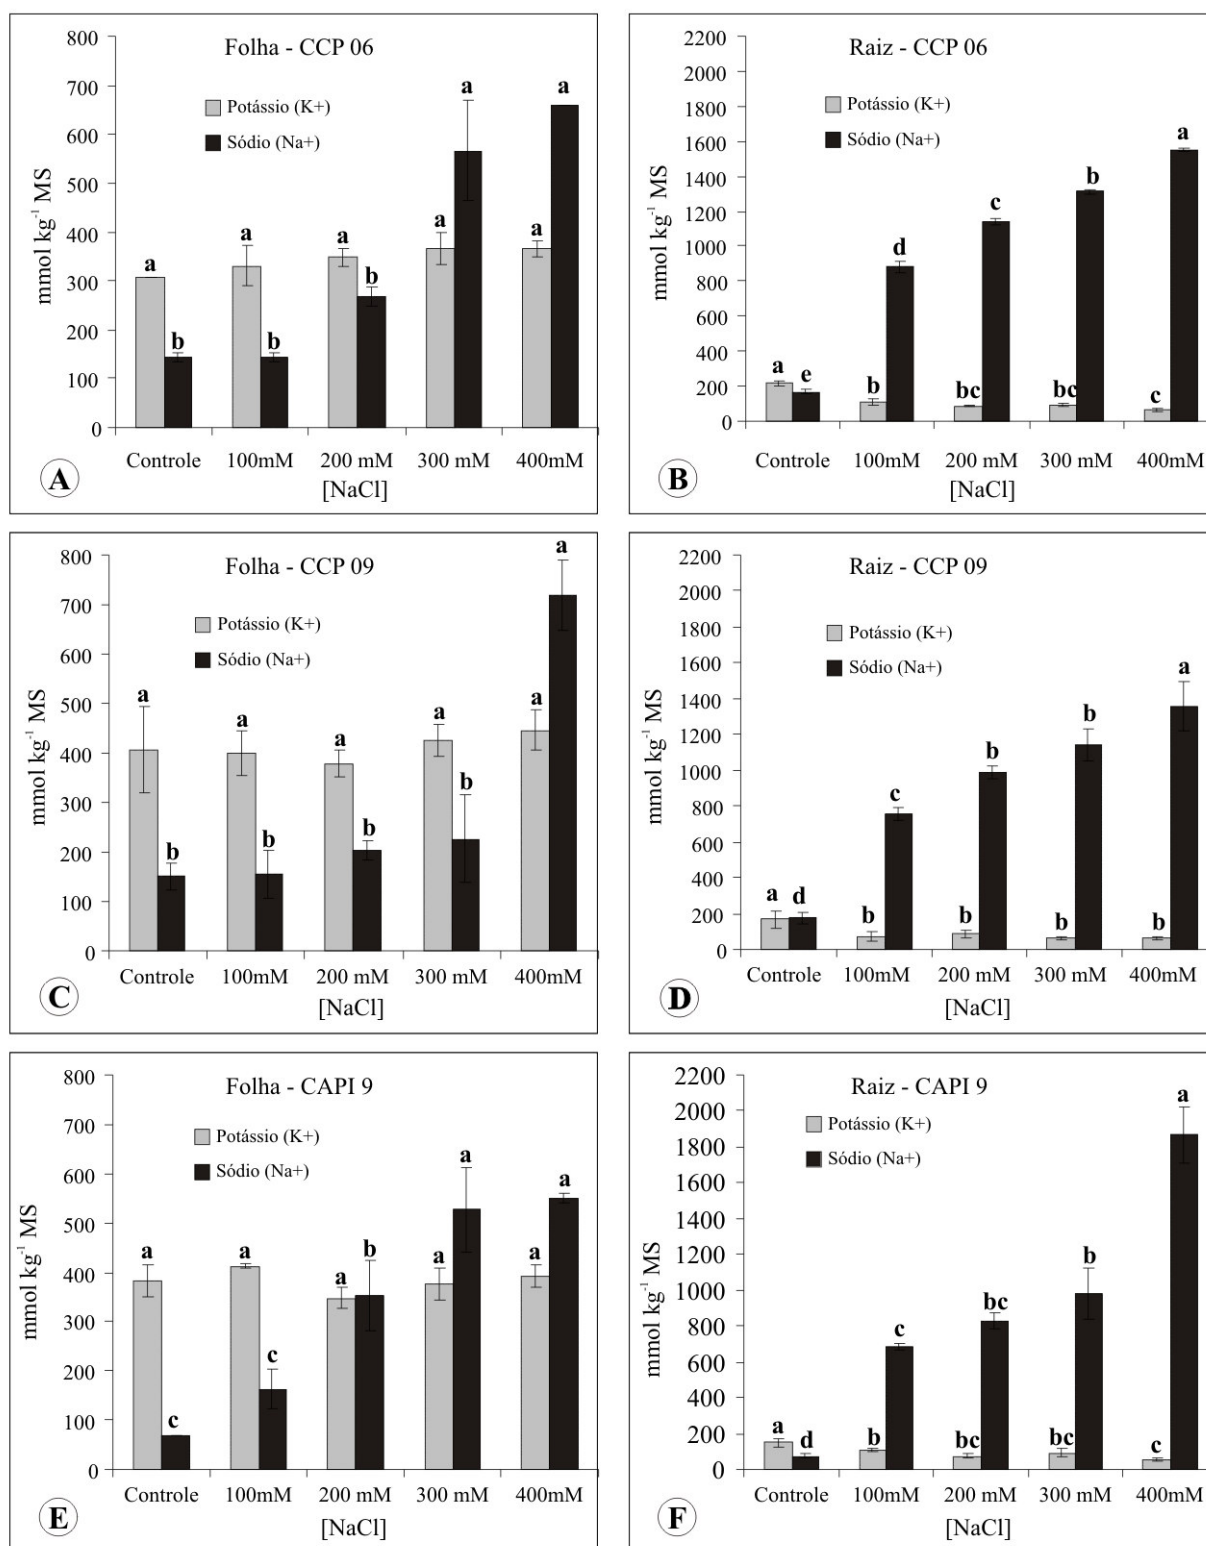 Folha - CCP 06
Potássio (K+)
Sódio (Na+)
mmol kg⁻¹ MS
800
700
600
500
400
300
200
100
0
a
b
a
b
a
b
a
a
a
a
Controle 100mM 200 mM 300 mM 400mM
[NaCl]
A
Raiz - CCP 06
Potássio (K+)
Sódio (Na+)
mmol kg⁻¹ MS
2200
2000
1800
1600
1400
1200
1000
800
600
400
200
0
a
e
b
d
bc
c
bc
b
c
a
Controle 100mM 200 mM 300 mM 400mM
[NaCl]
B
Folha - CCP 09
Potássio (K+)
Sódio (Na+)
mmol kg⁻¹ MS
800
700
600
500
400
300
200
100
0
a
b
a
b
a
b
a
b
a
a
Controle 100mM 200 mM 300 mM 400mM
[NaCl]
C
Raiz - CCP 09
Potássio (K+)
Sódio (Na+)
mmol kg⁻¹ MS
2200
2000
1800
1600
1400
1200
1000
800
600
400
200
0
a
d
b
c
b
b
b
b
b
a
Controle 100mM 200 mM 300 mM 400mM
[NaCl]
D
Folha - CAPI 9
Potássio (K+)
Sódio (Na+)
mmol kg⁻¹ MS
800
700
600
500
400
300
200
100
0
a
c
a
c
a
b
a
a
a
a
Controle 100mM 200 mM 300 mM 400mM
[NaCl]
E
Raiz - CAPI 9
Potássio (K+)
Sódio (Na+)
mmol kg⁻¹ MS
2200
2000
1800
1600
1400
1200
1000
800
600
400
200
0
a
d
b
c
bc
bc
bc
b
c
a
Controle 100mM 200 mM 300 mM 400mM
[NaCl]
F